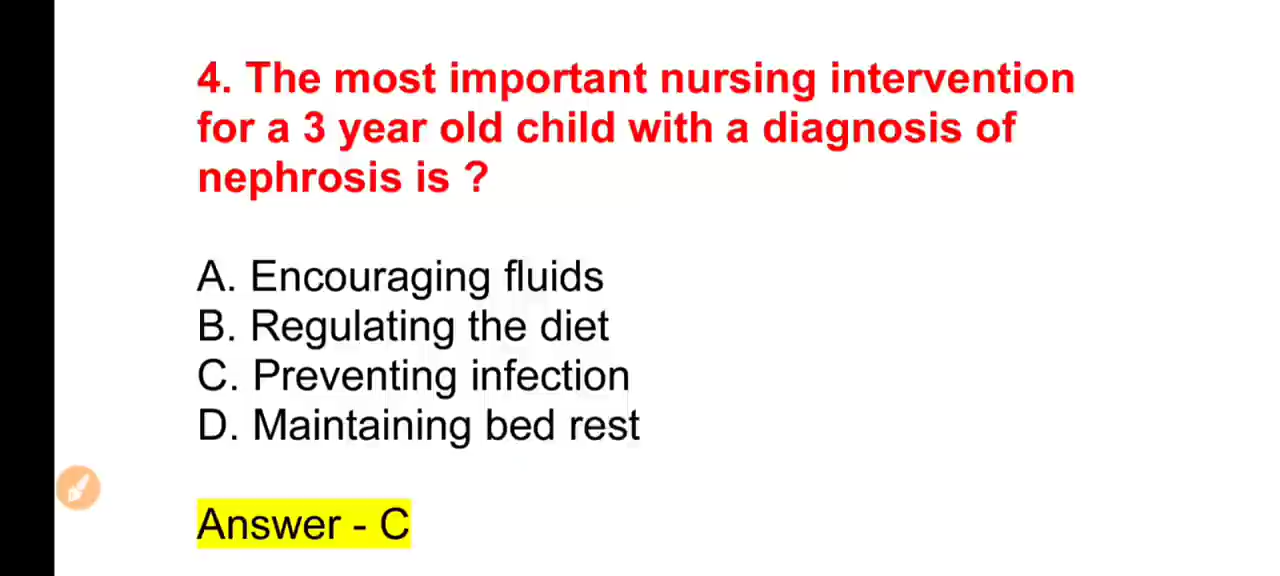 4. The most important nursing intervention
for a 3 year old child with a diagnosis of
nephrosis is ?
A. Encouraging fluids
B. Regulating the diet
C. Preventing infection
D. Maintaining bed rest
Answer - C